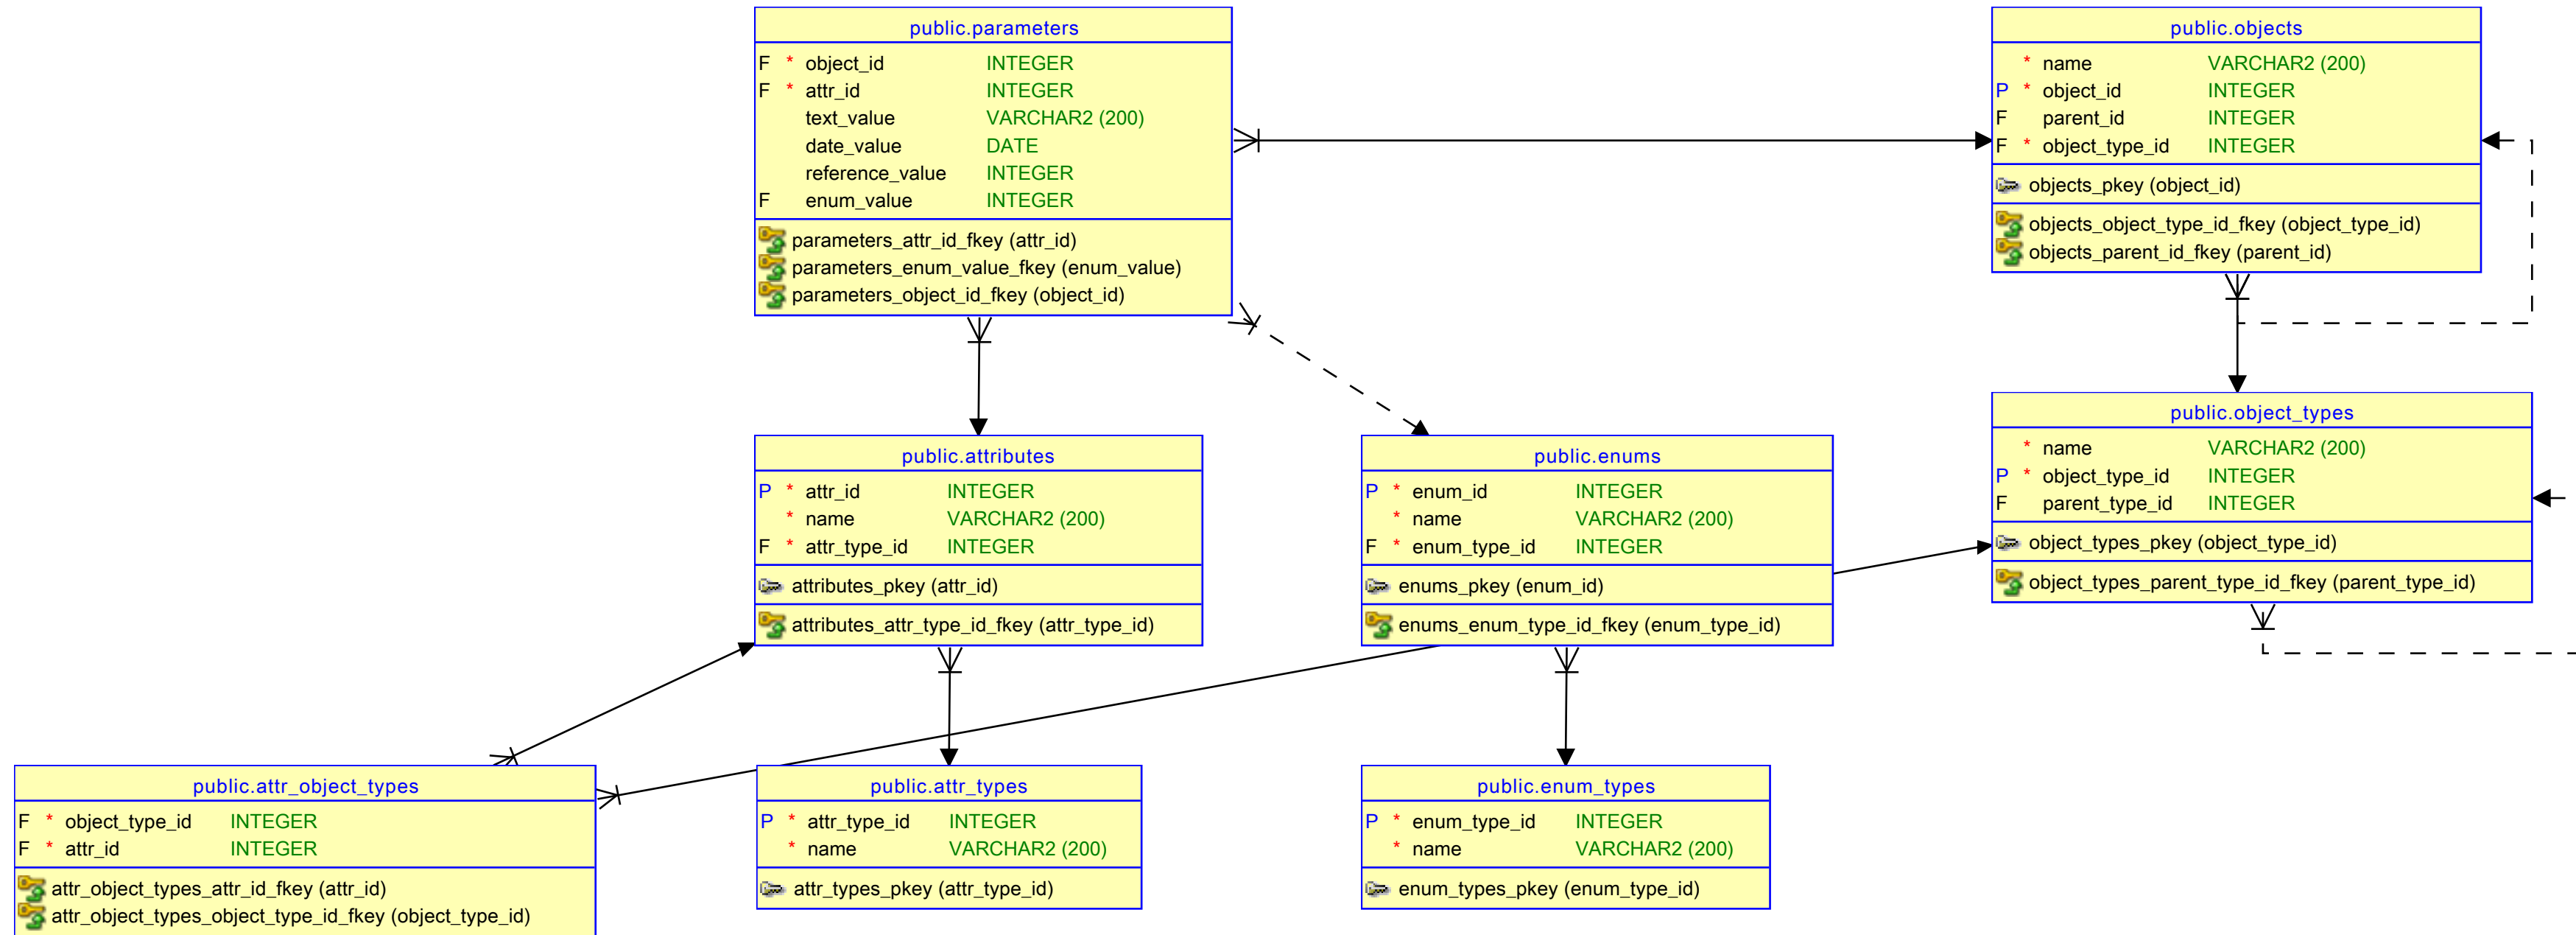 public.parameters
F * object_id INTEGER
F * attr_id INTEGER
text_value VARCHAR2 (200)
date_value DATE
reference_value INTEGER
F enum_value INTEGER
parameters_attr_id_fkey (attr_id)
parameters_enum_value_fkey (enum_value)
parameters_object_id_fkey (object_id)
public.objects
* name VARCHAR2 (200)
P * object_id INTEGER
F parent_id INTEGER
F * object_type_id INTEGER
objects_pkey (object_id)
objects_object_type_id_fkey (object_type_id)
objects_parent_id_fkey (parent_id)
public.attributes
P * attr_id INTEGER
* name VARCHAR2 (200)
F * attr_type_id INTEGER
attributes_pkey (attr_id)
attributes_attr_type_id_fkey (attr_type_id)
public.enums
P * enum_id INTEGER
* name VARCHAR2 (200)
F * enum_type_id INTEGER
enums_pkey (enum_id)
enums_enum_type_id_fkey (enum_type_id)
public.object_types
* name VARCHAR2 (200)
P * object_type_id INTEGER
F parent_type_id INTEGER
object_types_pkey (object_type_id)
object_types_parent_type_id_fkey (parent_type_id)
public.attr_object_types
F * object_type_id INTEGER
F * attr_id INTEGER
attr_object_types_attr_id_fkey (attr_id)
attr_object_types_object_type_id_fkey (object_type_id)
public.attr_types
P * attr_type_id INTEGER
* name VARCHAR2 (200)
attr_types_pkey (attr_type_id)
public.enum_types
P * enum_type_id INTEGER
* name VARCHAR2 (200)
enum_types_pkey (enum_type_id)